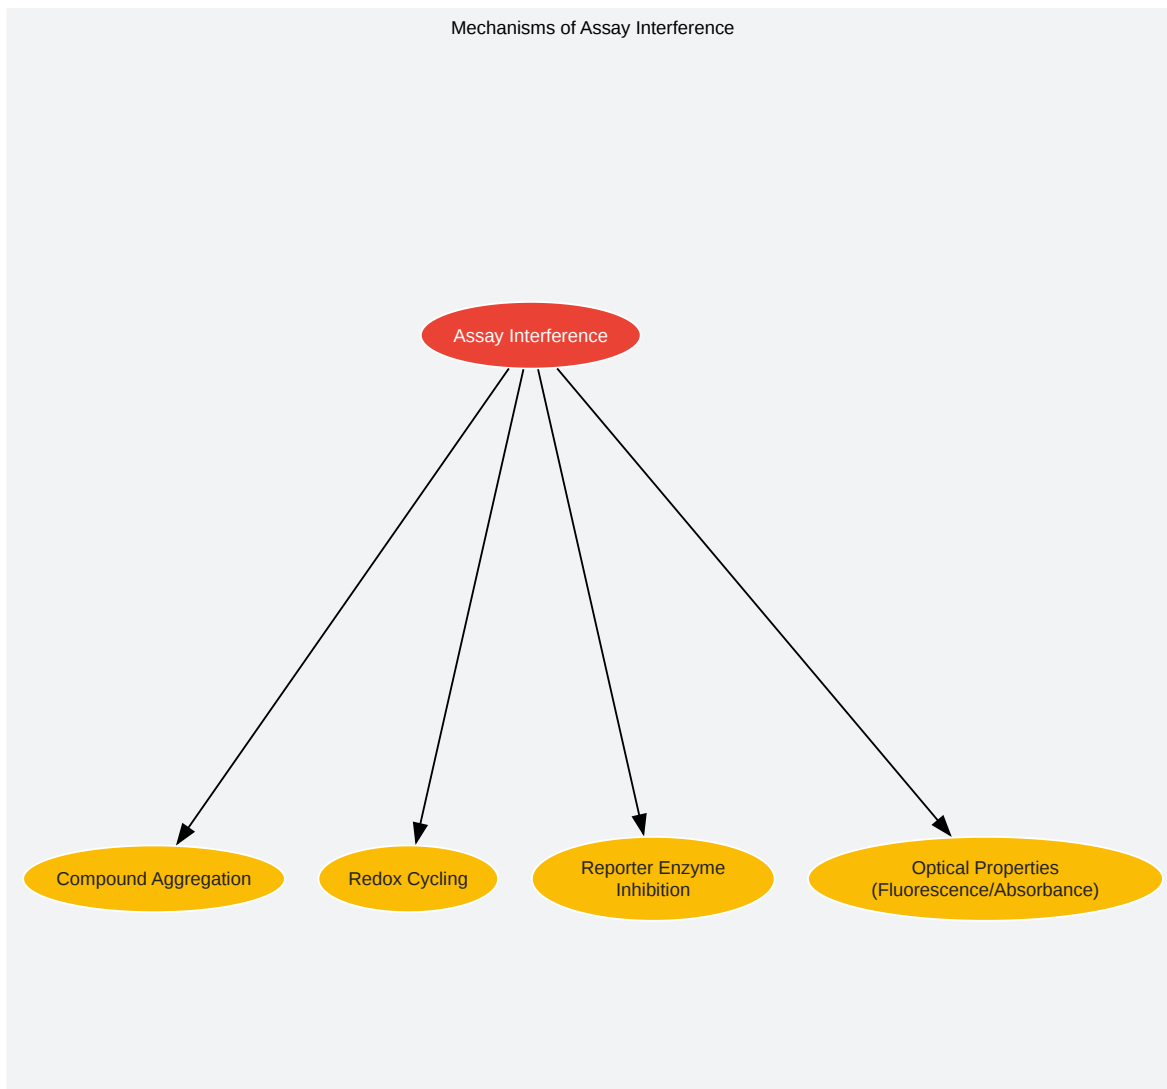 Mechanisms of Assay Interference
Assay Interference
Compound Aggregation
Redox Cycling
Reporter Enzyme
Inhibition
Optical Properties
(Fluorescence/Absorbance)